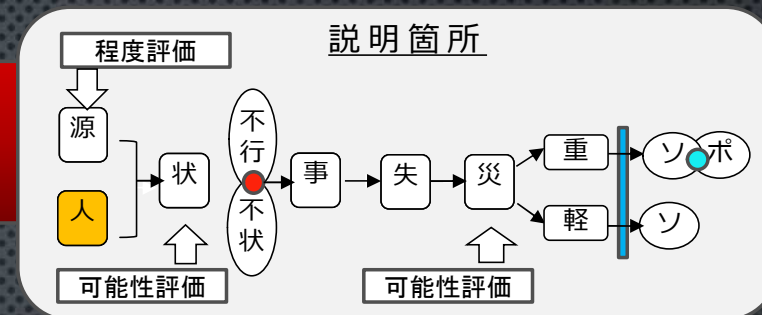 説明箇所
程度評価
源
人
状
不
行
不
状
事
失
災
重
軽
ソ
ポ
ソ
可能性評価
可能性評価